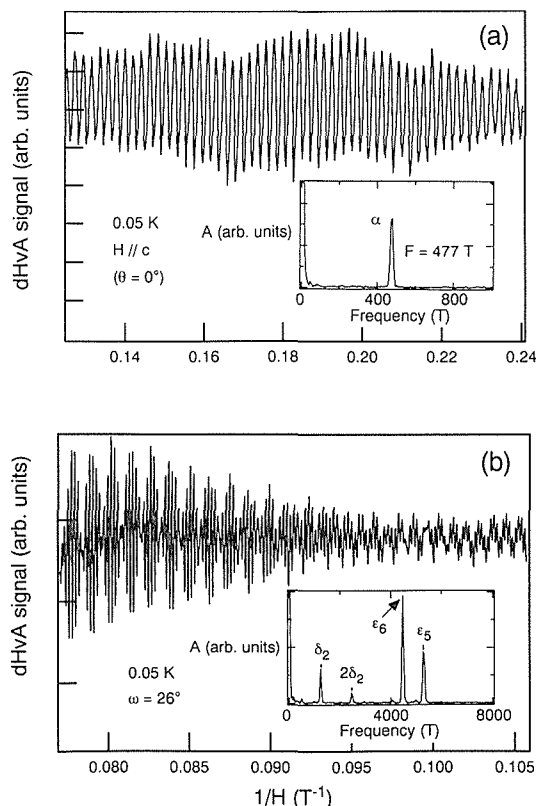 (a)
dHvA signal (arb. units)
0.05 K
H // c
(θ = 0°)
A (arb. units)
α
F = 477 T
0 400 800
Frequency (T)
0.14 0.16 0.18 0.20 0.22 0.24
(b)
dHvA signal (arb. units)
0.05 K
ω = 26°
A (arb. units)
δ₂
2δ₂
ε₆
ε₅
0 4000 8000
Frequency (T)
0.080 0.085 0.090 0.095 0.100 0.105
1/H (T⁻¹)